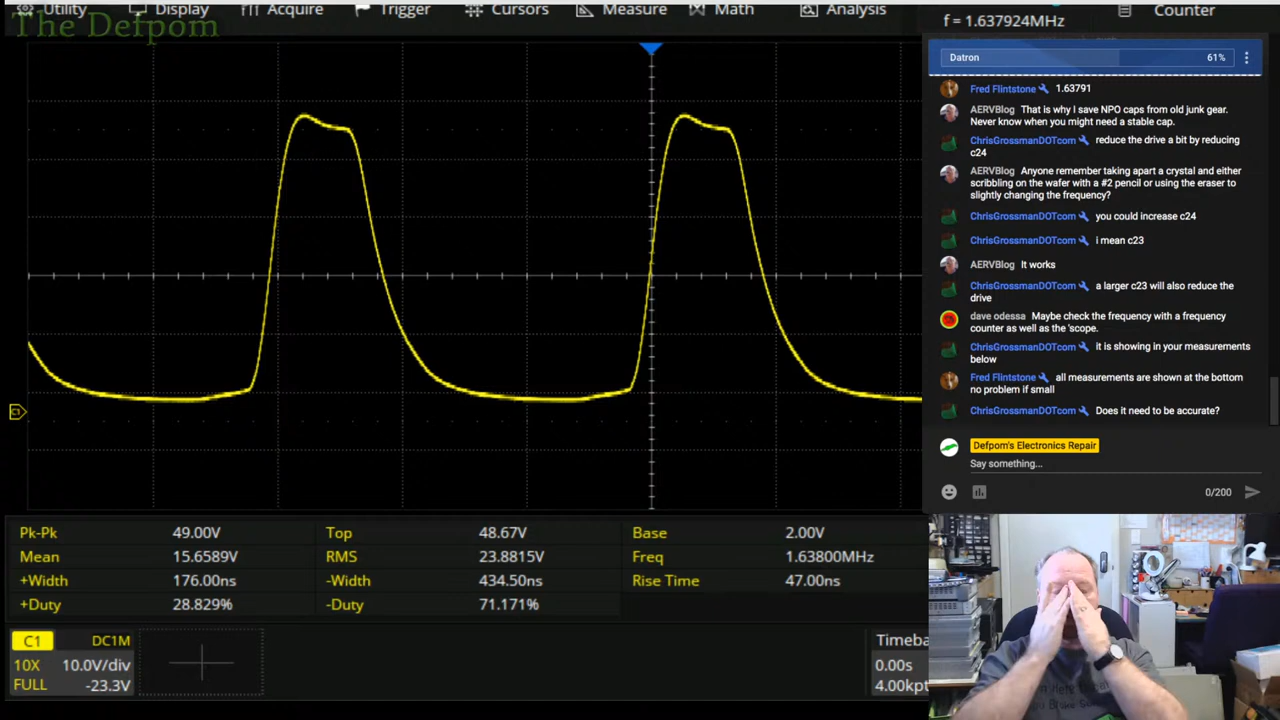 Utility
Display
Acquire
Trigger
Cursors
Measure
Math
Analysis
The Defpom
f = 1.637924MHz
Counter
Datron
61%
Fred Flintstone 1.63791
AERVBlog That is why I save NPO caps from old junk gear.
Never know when you might need a stable cap.
ChrisGrossmanDOTcom reduce the drive a bit by reducing
c24
AERVBlog Anyone remember taking apart a crystal and either
scribbling on the wafer with a #2 pencil or using the eraser to
slightly changing the frequency?
ChrisGrossmanDOTcom you could increase c24
ChrisGrossmanDOTcom i mean c23
AERVBlog It works
ChrisGrossmanDOTcom a larger c23 will also reduce the
drive
dave odessa Maybe check the frequency with a frequency
counter as well as the 'scope.
ChrisGrossmanDOTcom it is showing in your measurements
below
Fred Flintstone all measurements are shown at the bottom
no problem if small
ChrisGrossmanDOTcom Does it need to be accurate?
Defpom's Electronics Repair
Say something...
0/200
C1
Pk-Pk 49.00V Top 48.67V Base 2.00V
Mean 15.6589V RMS 23.8815V Freq 1.63800MHz
+Width 176.00ns -Width 434.50ns Rise Time 47.00ns
+Duty 28.829% -Duty 71.171%
C1 DC1M
10X 10.0V/div
FULL -23.3V
Timeba
0.00s
4.00kpt